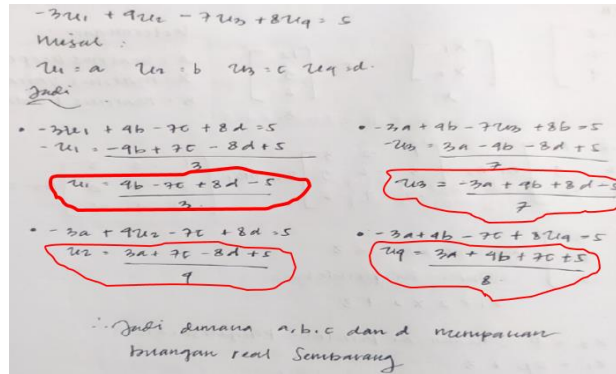 -3u1 + 4u2 - 7u3 + 8u4 = 5
misal :
u1 = a u2 = b u3 = c u4 = d.
Jadi
• -3u1 + 4b - 7c + 8d = 5
-u1 = -4b + 7c - 8d + 5
3
u1 = 4b - 7c + 8d - 5
3.
• -3a + 4b - 7u3 + 8b = 5
-u3 = 3a - 4b - 8d + 5
7
u3 = -3a + 4b + 8d - 5
7
• -3a + 4u2 - 7c + 8d = 5
u2 = 3a + 7c - 8d + 5
4
• -3a + 4b - 7c + 8u4 = 5
u4 = 3a + 4b + 7c + 5
8
∴ Jadi dimana a, b, c dan d merupakan
bilangan real Sembarang